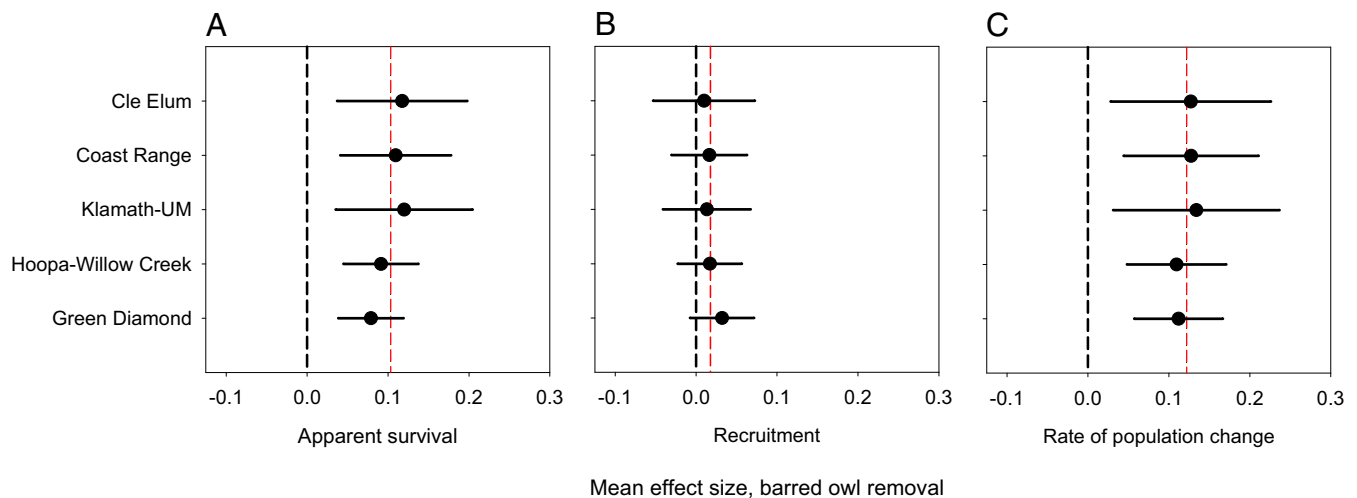 A
B
C
Cle Elum
Coast Range
Klamath-UM
Hoopa-Willow Creek
Green Diamond
-0.1 0.0 0.1 0.2 0.3
-0.1 0.0 0.1 0.2 0.3
-0.1 0.0 0.1 0.2 0.3
Apparent survival
Recruitment
Rate of population change
Mean effect size, barred owl removal